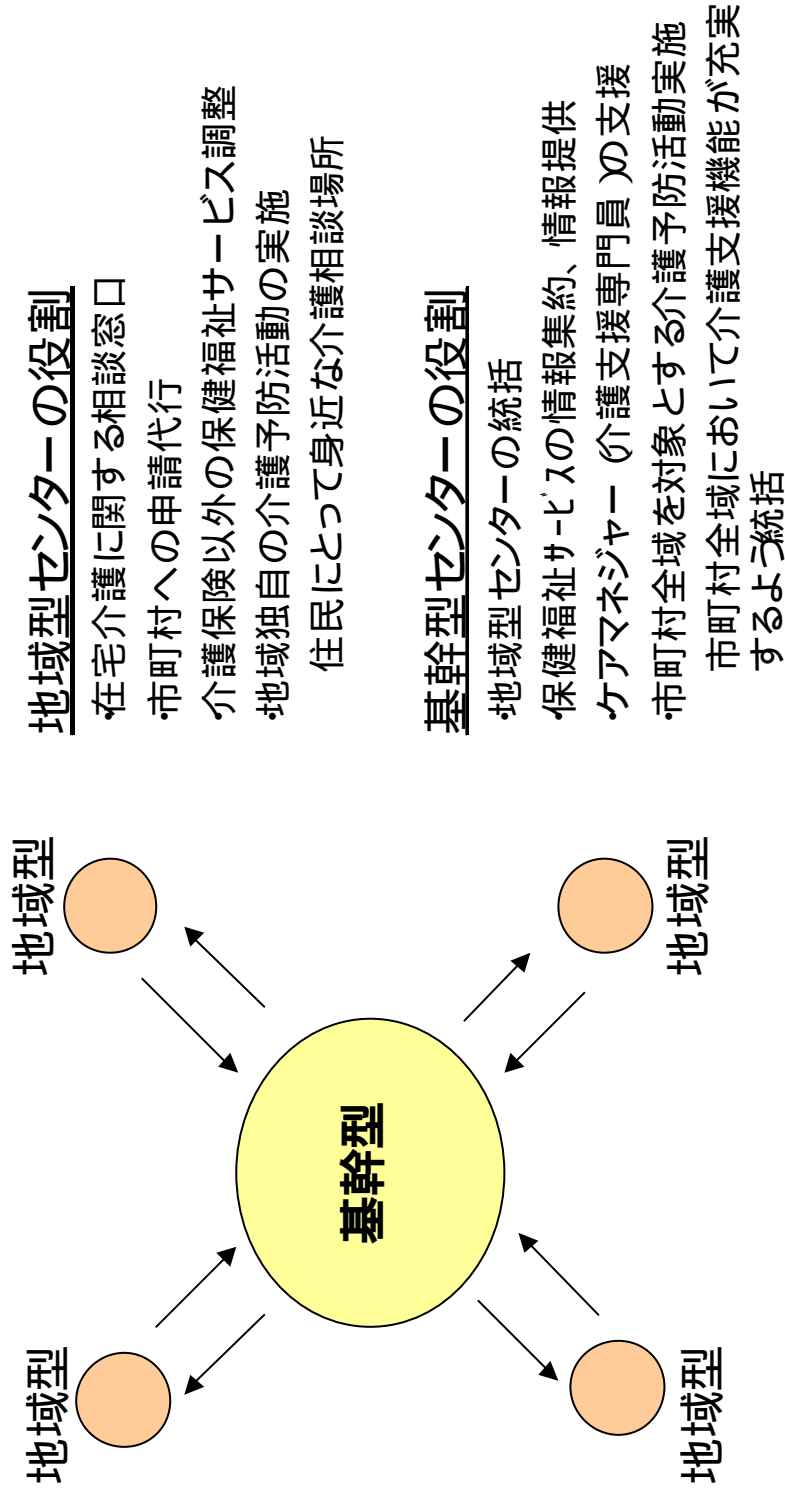 地域型
地域型
基幹型
地域型
地域型
地域型センターの役割
・在宅介護に関する相談窓口
・市町村への申請代行
・介護保険以外の保健福祉サービス調整
・地域独自の介護予防活動の実施
住民にとって身近な介護相談場所
基幹型センターの役割
・地域型センターの統括
・保健福祉サービスの情報集約、情報提供
・ケアマネジャー(介護支援専門員)の支援
・市町村全域を対象とする介護予防活動実施
市町村全域において介護支援機能が充実
するよう統括